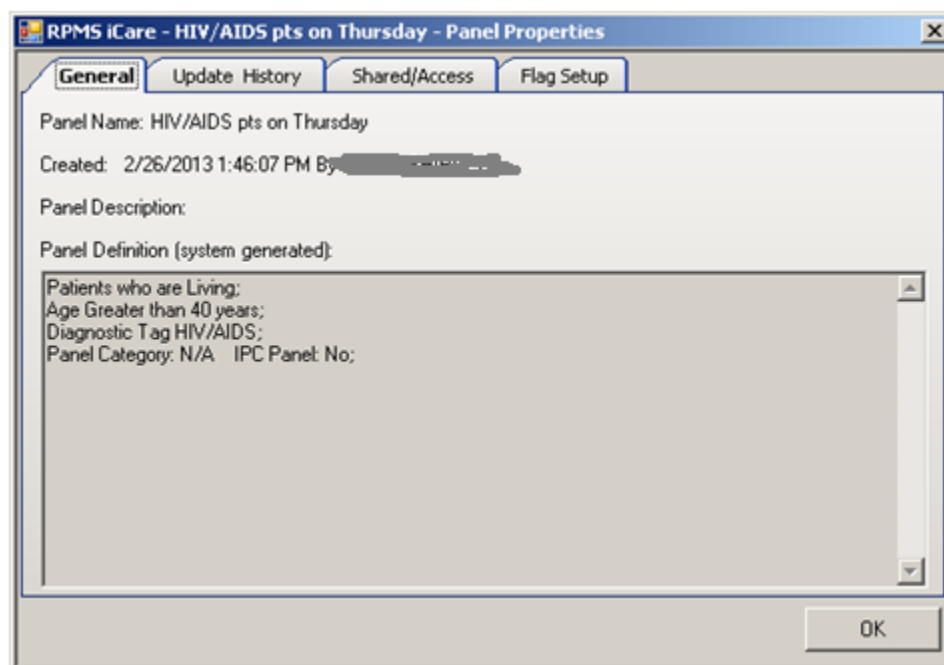 RPMS iCare - HIV/AIDS pts on Thursday - Panel Properties
General Update History Shared/Access Flag Setup
Panel Name: HIV/AIDS pts on Thursday
Created: 2/26/2013 1:46:07 PM By
Panel Description:
Panel Definition (system generated):
Patients who are Living;
Age Greater than 40 years;
Diagnostic Tag HIV/AIDS;
Panel Category: N/A IPC Panel: No;
OK